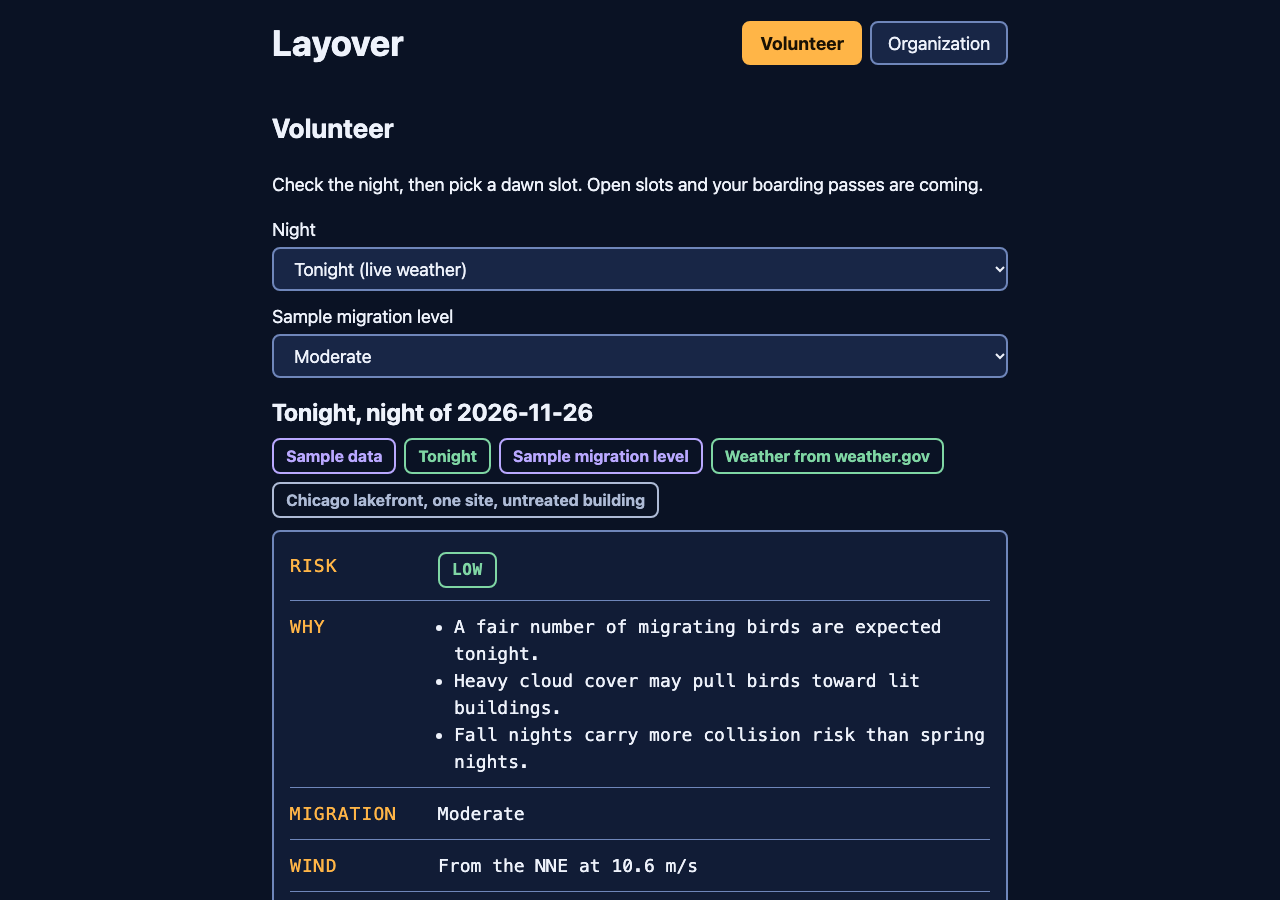 Layover
Volunteer
Organization
Volunteer
Check the night, then pick a dawn slot. Open slots and your boarding passes are coming.
Night
Tonight (live weather)
Sample migration level
Moderate
Tonight, night of 2026-11-26
Sample data
Tonight
Sample migration level
Weather from weather.gov
Chicago lakefront, one site, untreated building
RISK
LOW
WHY
• A fair number of migrating birds are expected
tonight.
• Heavy cloud cover may pull birds toward lit
buildings.
• Fall nights carry more collision risk than spring
nights.
MIGRATION
Moderate
WIND
From the NNE at 10.6 m/s